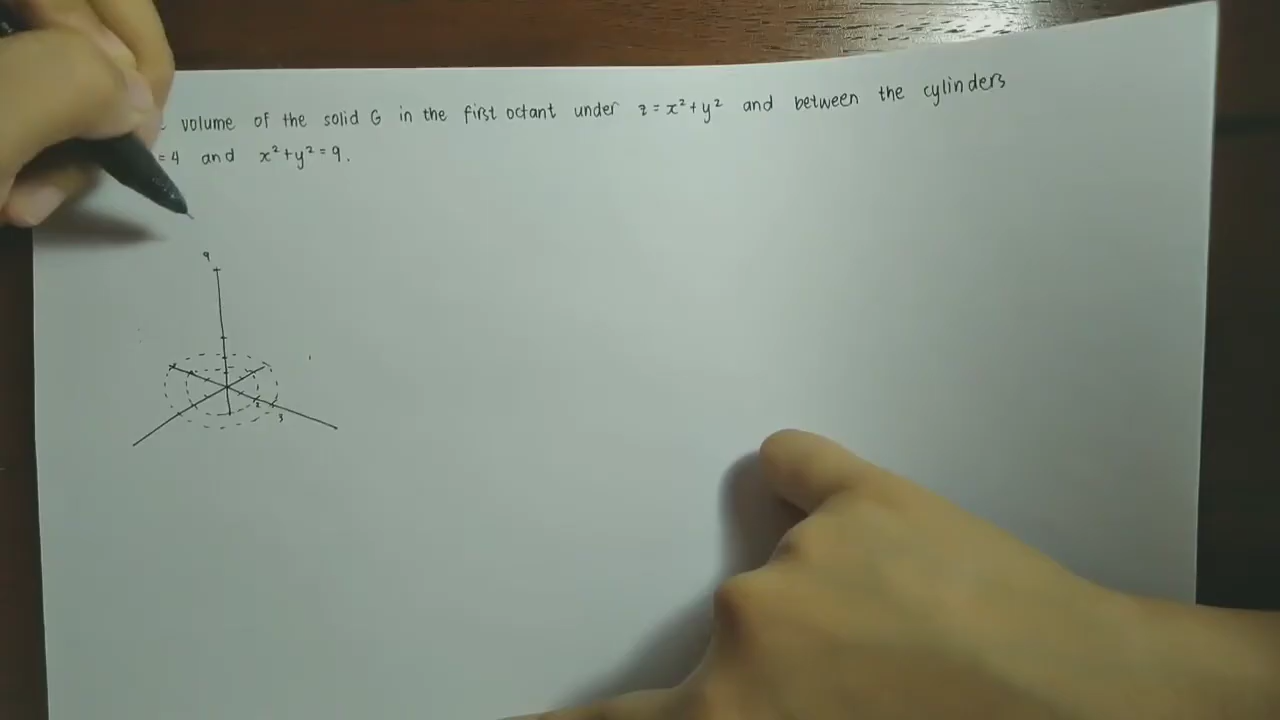 volume of the solid G in the first octant under z = x² + y² and between the cylinders
= 4 and x² + y² = 9.
9
2
3